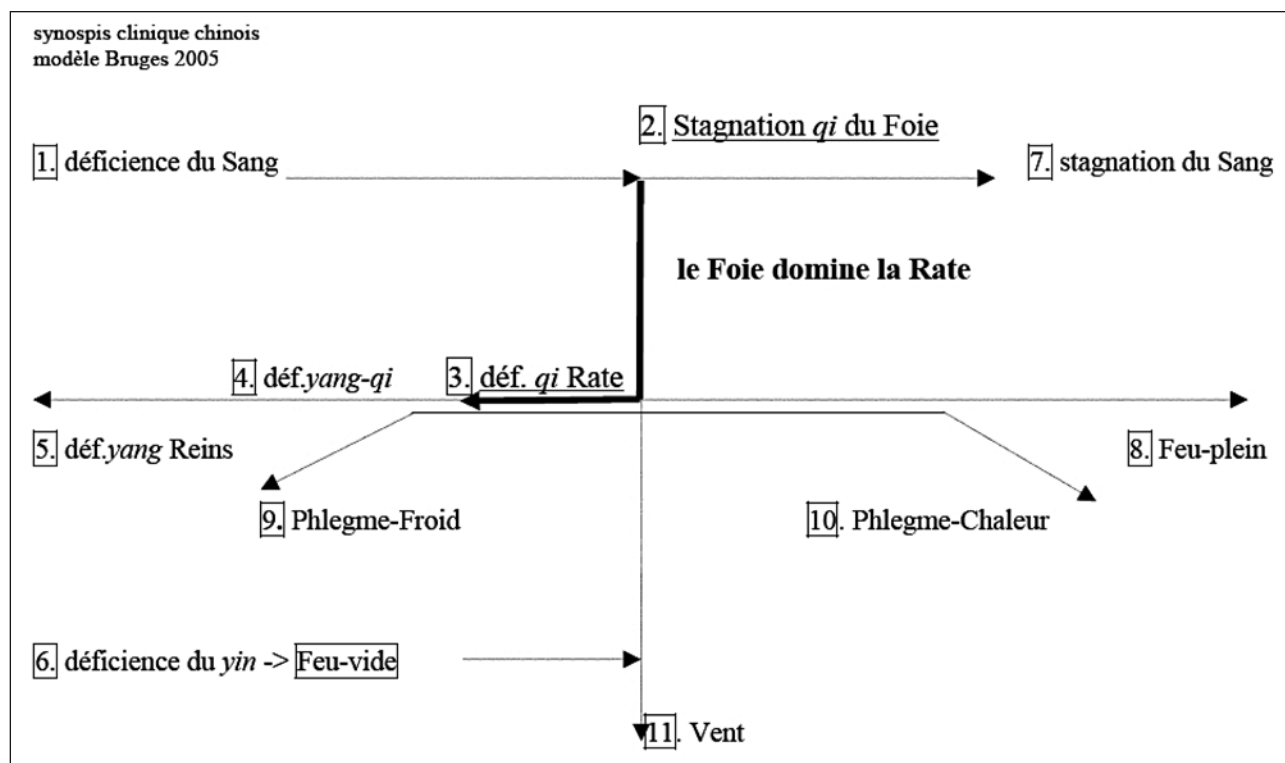 synospis clinique chinois
modèle Bruges 2005
2. Stagnation qi du Foie
1. déficience du Sang
7. stagnation du Sang
le Foie domine la Rate
4. déf.yang-qi
3. déf. qi Rate
5. déf.yang Reins
8. Feu-plein
9. Phlegme-Froid
10. Phlegme-Chaleur
6. déficience du yin -> Feu-vide
11. Vent